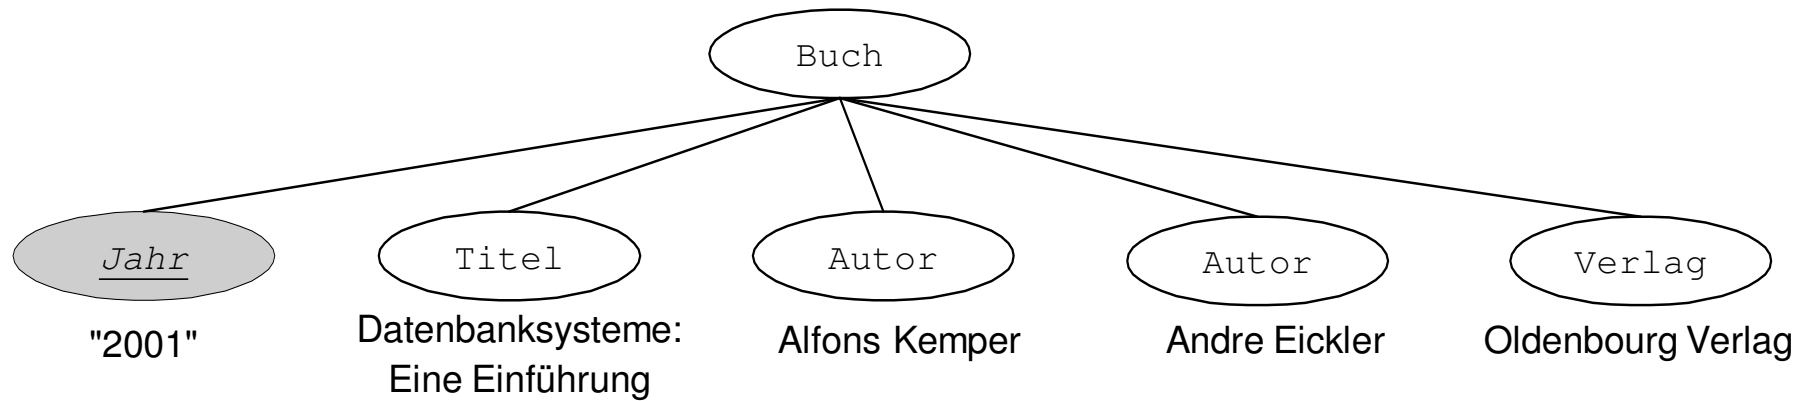 Buch
Jahr
Titel
Autor
Autor
Verlag
"2001"
Datenbanksysteme:
Eine Einführung
Alfons Kemper
Andre Eickler
Oldenbourg Verlag